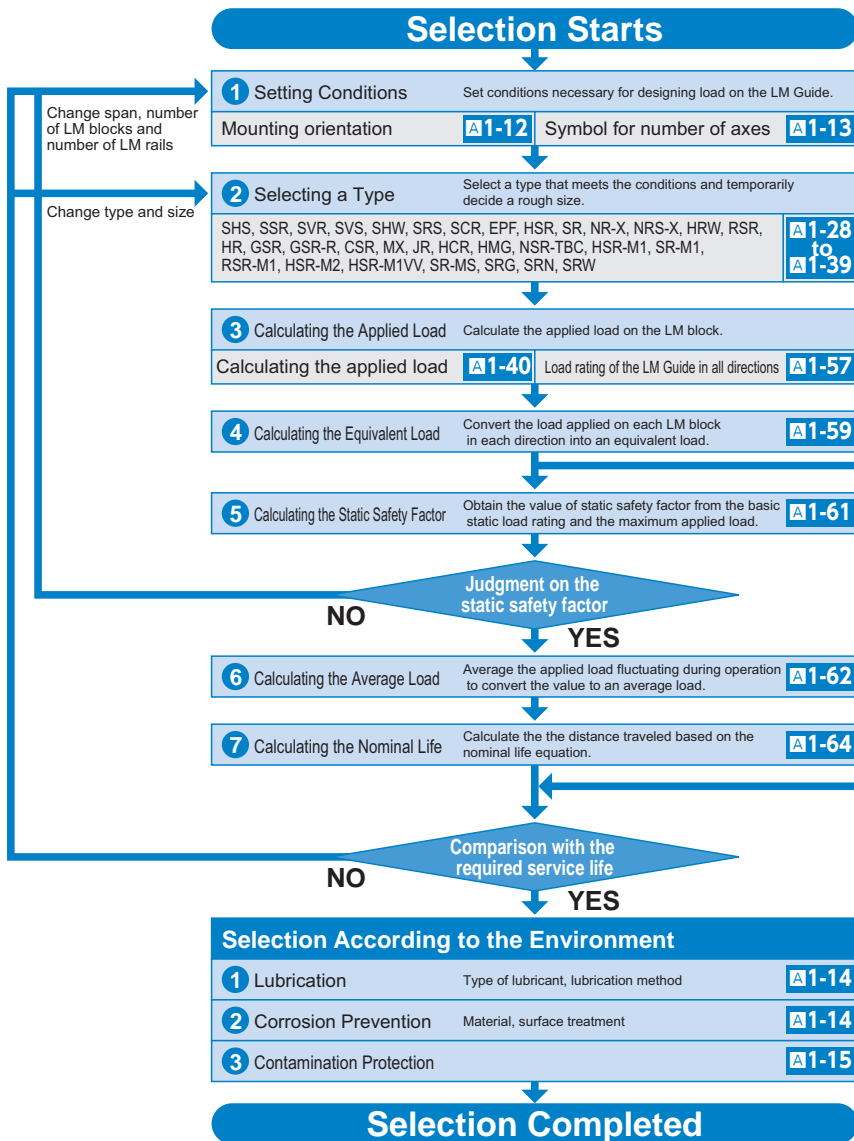 Selection Starts
1 Setting Conditions Set conditions necessary for designing load on the LM Guide.
Mounting orientation A1-12 Symbol for number of axes A1-13
Change span, number
of LM blocks and
number of LM rails
2 Selecting a Type Select a type that meets the conditions and temporarily
decide a rough size.
Change type and size
SHS, SSR, SVR, SVS, SHW, SRS, SCR, EPF, HSR, SR, NR-X, NRS-X, HRW, RSR,
HR, GSR, GSR-R, CSR, MX, JR, HCR, HMG, NSR-TBC, HSR-M1, SR-M1,
RSR-M1, HSR-M2, HSR-M1VV, SR-MS, SRG, SRN, SRW
A1-28
to
A1-39
3 Calculating the Applied Load Calculate the applied load on the LM block.
Calculating the applied load A1-40 Load rating of the LM Guide in all directions A1-57
4 Calculating the Equivalent Load Convert the load applied on each LM block
in each direction into an equivalent load.
A1-59
5 Calculating the Static Safety Factor Obtain the value of static safety factor from the basic
static load rating and the maximum applied load.
A1-61
Judgment on the
static safety factor
NO
YES
6 Calculating the Average Load Average the applied load fluctuating during operation
to convert the value to an average load.
A1-62
7 Calculating the Nominal Life Calculate the the distance traveled based on the
nominal life equation.
A1-64
Comparison with the
required service life
NO
YES
Selection According to the Environment
1 Lubrication Type of lubricant, lubrication method A1-14
2 Corrosion Prevention Material, surface treatment A1-14
3 Contamination Protection A1-15
Selection Completed